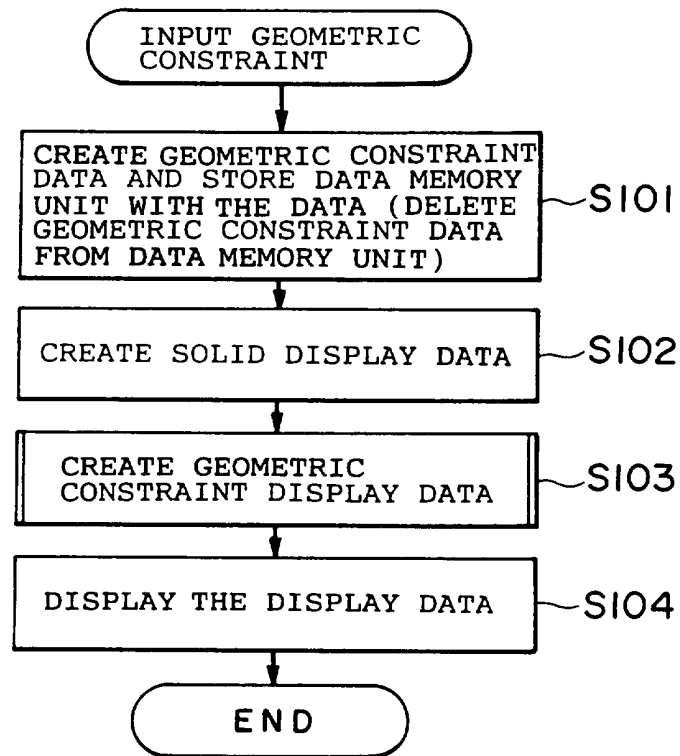 INPUT GEOMETRIC
CONSTRAINT
CREATE GEOMETRIC CONSTRAINT
DATA AND STORE DATA MEMORY
UNIT WITH THE DATA (DELETE
GEOMETRIC CONSTRAINT DATA
FROM DATA MEMORY UNIT)
S101
CREATE SOLID DISPLAY DATA
S102
CREATE GEOMETRIC
CONSTRAINT DISPLAY DATA
S103
DISPLAY THE DISPLAY DATA
S104
END